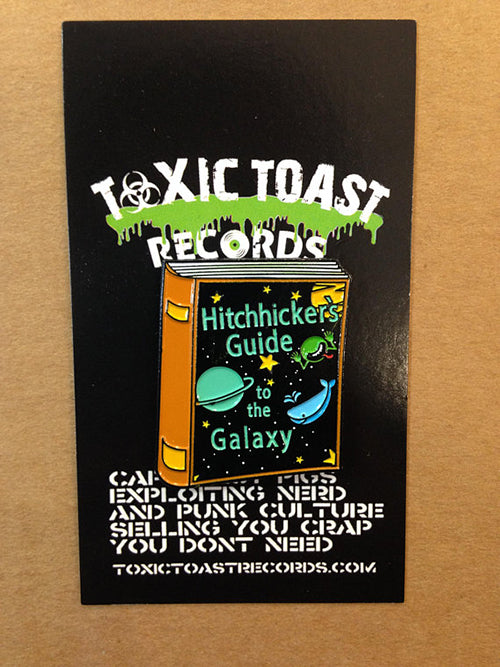 TOXIC TOAST
RECORDS
Hitchhicker's
Guide
to
the
Galaxy
PIGS
EXPLOITING NERD
AND PUNK CULTURE
SELLING YOU CRAP
YOU DONT NEED
TOXICTOASTRECORDS.COM